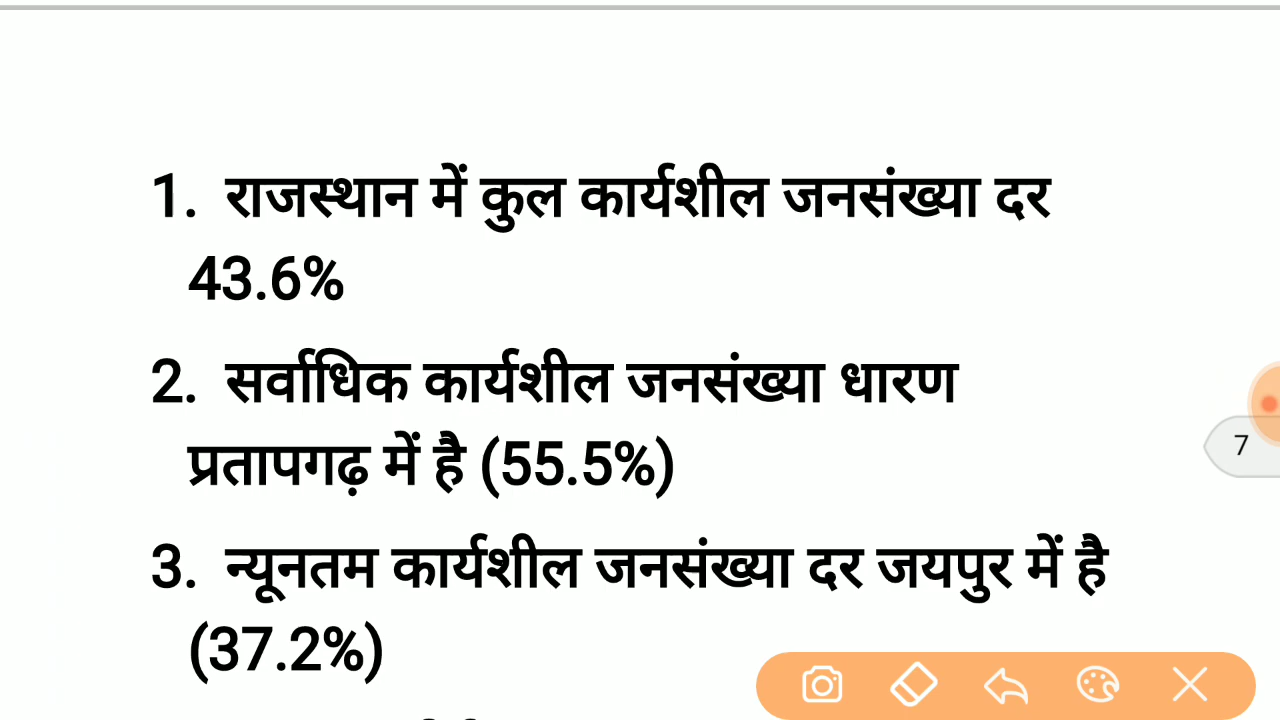 1. राजस्थान में कुल कार्यशील जनसंख्या दर
43.6%
2. सर्वाधिक कार्यशील जनसंख्या धारण
प्रतापगढ़ में है (55.5%)
3. न्यूनतम कार्यशील जनसंख्या दर जयपुर में है
(37.2%)
7